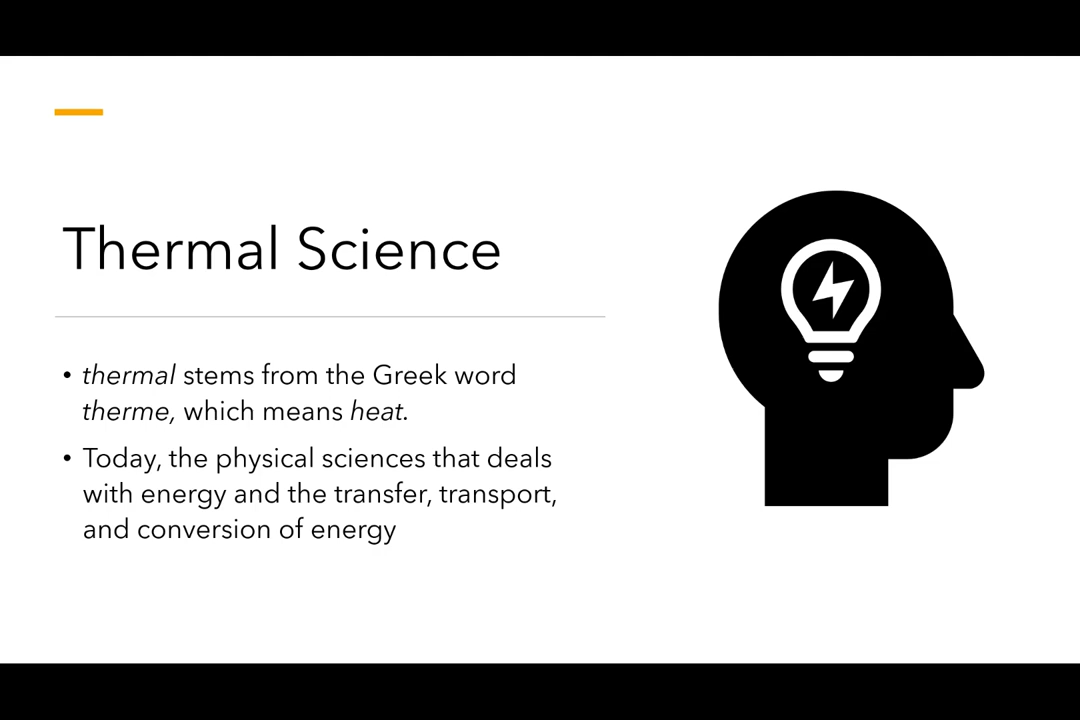 Thermal Science
• thermal stems from the Greek word
therme, which means heat.
• Today, the physical sciences that deals
with energy and the transfer, transport,
and conversion of energy